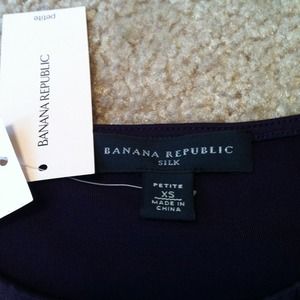 petite
BANANA REPUBLIC
BANANA REPUBLIC
SILK
PETITE
XS
MADE IN
CHINA